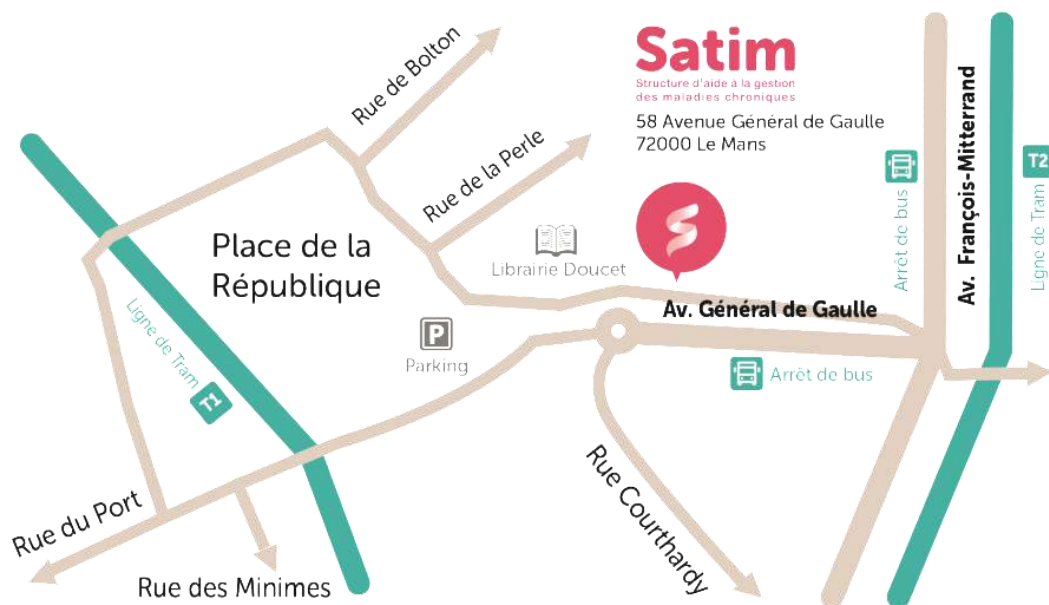 Satim
Structure d'aide à la gestion
des maladies chroniques
58 Avenue Général de Gaulle
72000 Le Mans
Rue de Bolton
Rue de la Perle
Place de la
République
Librairie Doucet
Ligne de Tram
T1
P
Parking
Av. Général de Gaulle
Arrêt de bus
Arrêt de bus
Av. François-Mitterrand
T2
Ligne de Tram
Rue du Port
Rue des Minimes
Rue Courthardy